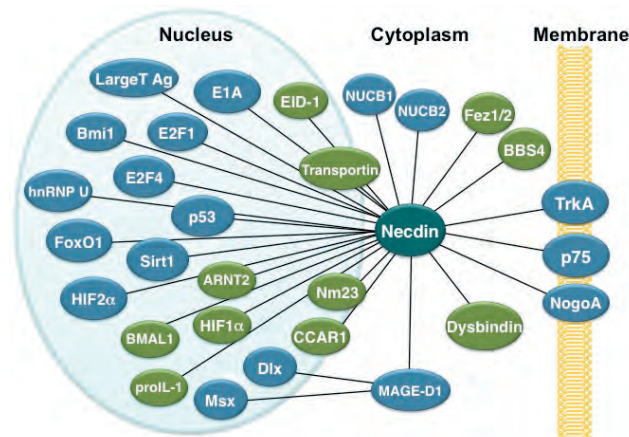 Nucleus
Cytoplasm
Membrane
LargeT Ag
E1A
EID-1
NUCB1
NUCB2
Fez1/2
Bmi1
E2F1
BBS4
Transportin
hnRNP U
E2F4
p53
Necdin
TrkA
FoxO1
Sirt1
p75
HIF2α
ARNT2
Nm23
NogoA
BMAL1
HIF1α
CCAR1
Dysbindin
proIL-1
Dlx
Msx
MAGE-D1